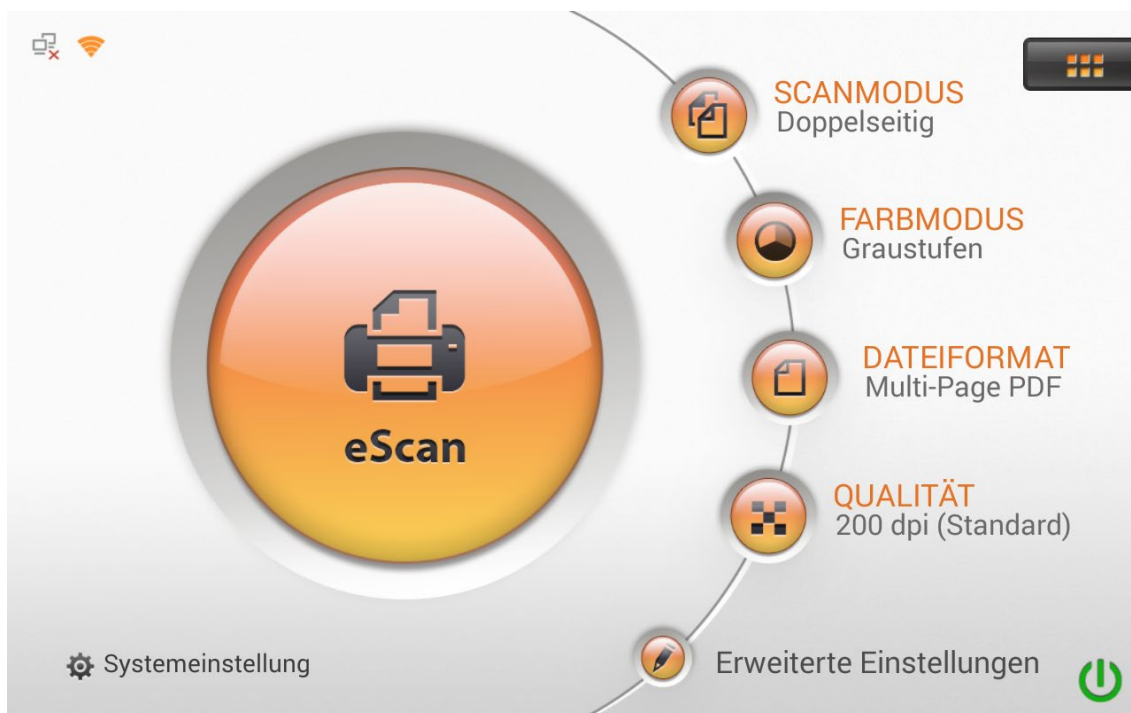 SCANMODUS
Doppelseitig
FARBMODUS
Graustufen
DATEIFORMAT
Multi-Page PDF
eScan
QUALITÄT
200 dpi (Standard)
Systemeinstellung
Erweiterte Einstellungen